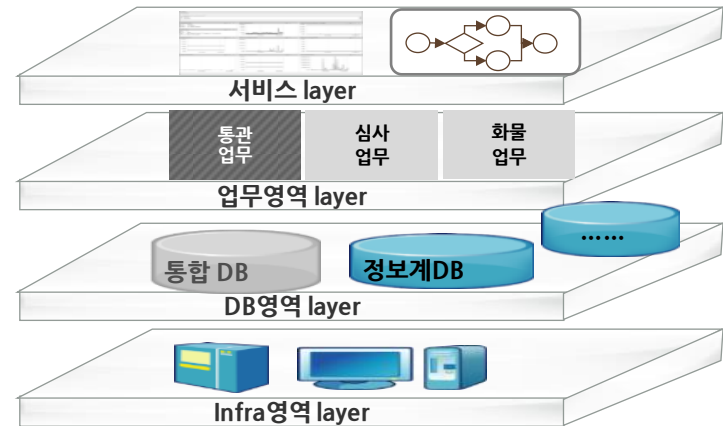 서비스 layer
통관
업무
심사
업무
화물
업무
업무영역 layer
......
통합 DB
정보계DB
DB영역 layer
Infra영역 layer